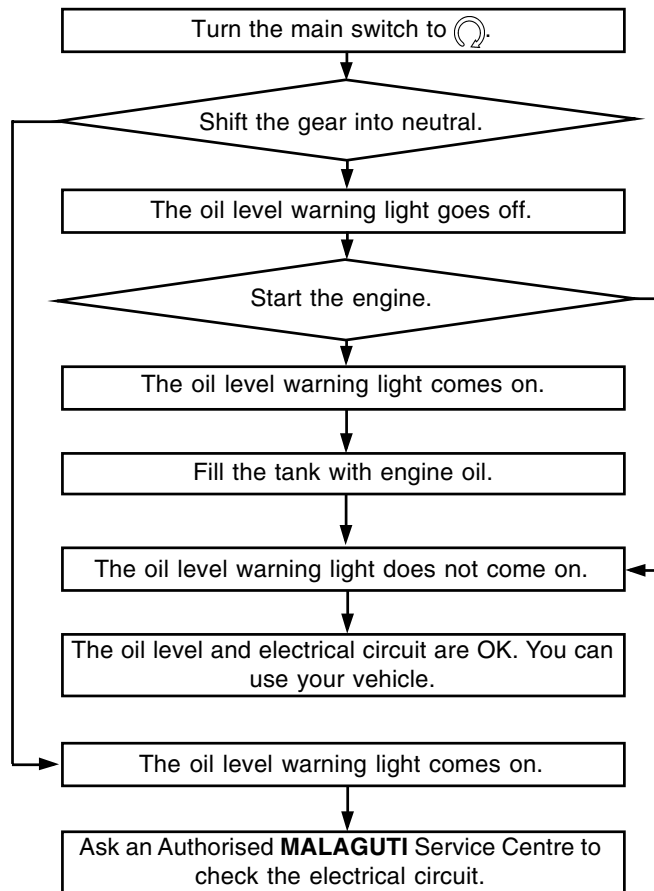 Turn the main switch to .
Shift the gear into neutral.
The oil level warning light goes off.
Start the engine.
The oil level warning light comes on.
Fill the tank with engine oil.
The oil level warning light does not come on.
The oil level and electrical circuit are OK. You can
use your vehicle.
The oil level warning light comes on.
Ask an Authorised MALAGUTI Service Centre to
check the electrical circuit.